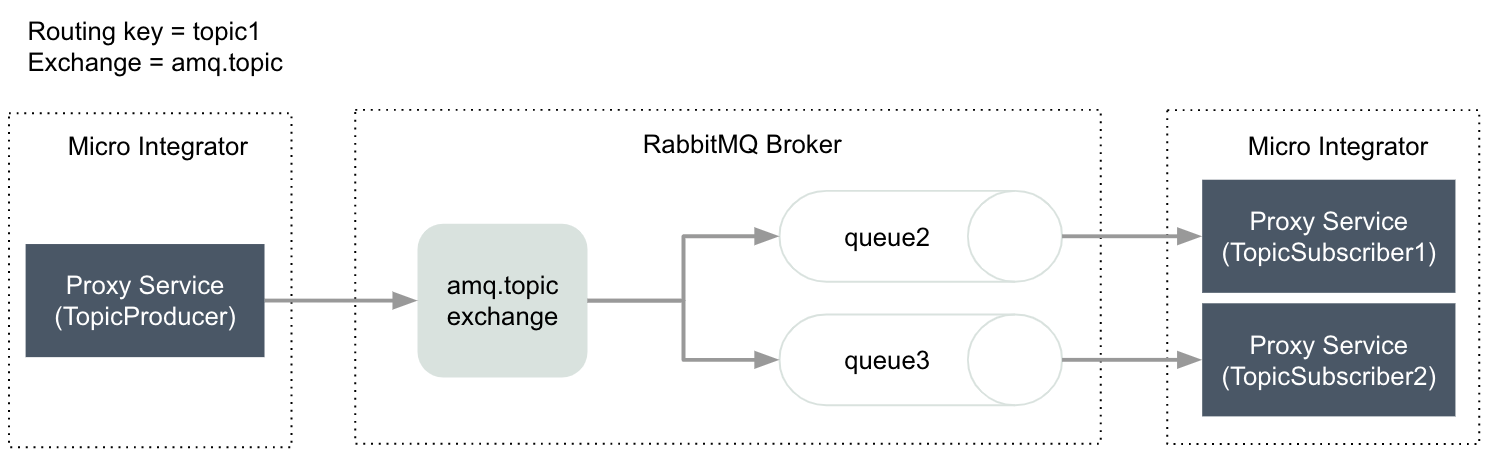 Routing key = topic1
Exchange = amq.topic
Micro Integrator
RabbitMQ Broker
Micro Integrator
Proxy Service
(TopicProducer)
amq.topic
exchange
queue2
queue3
Proxy Service
(TopicSubscriber1)
Proxy Service
(TopicSubscriber2)